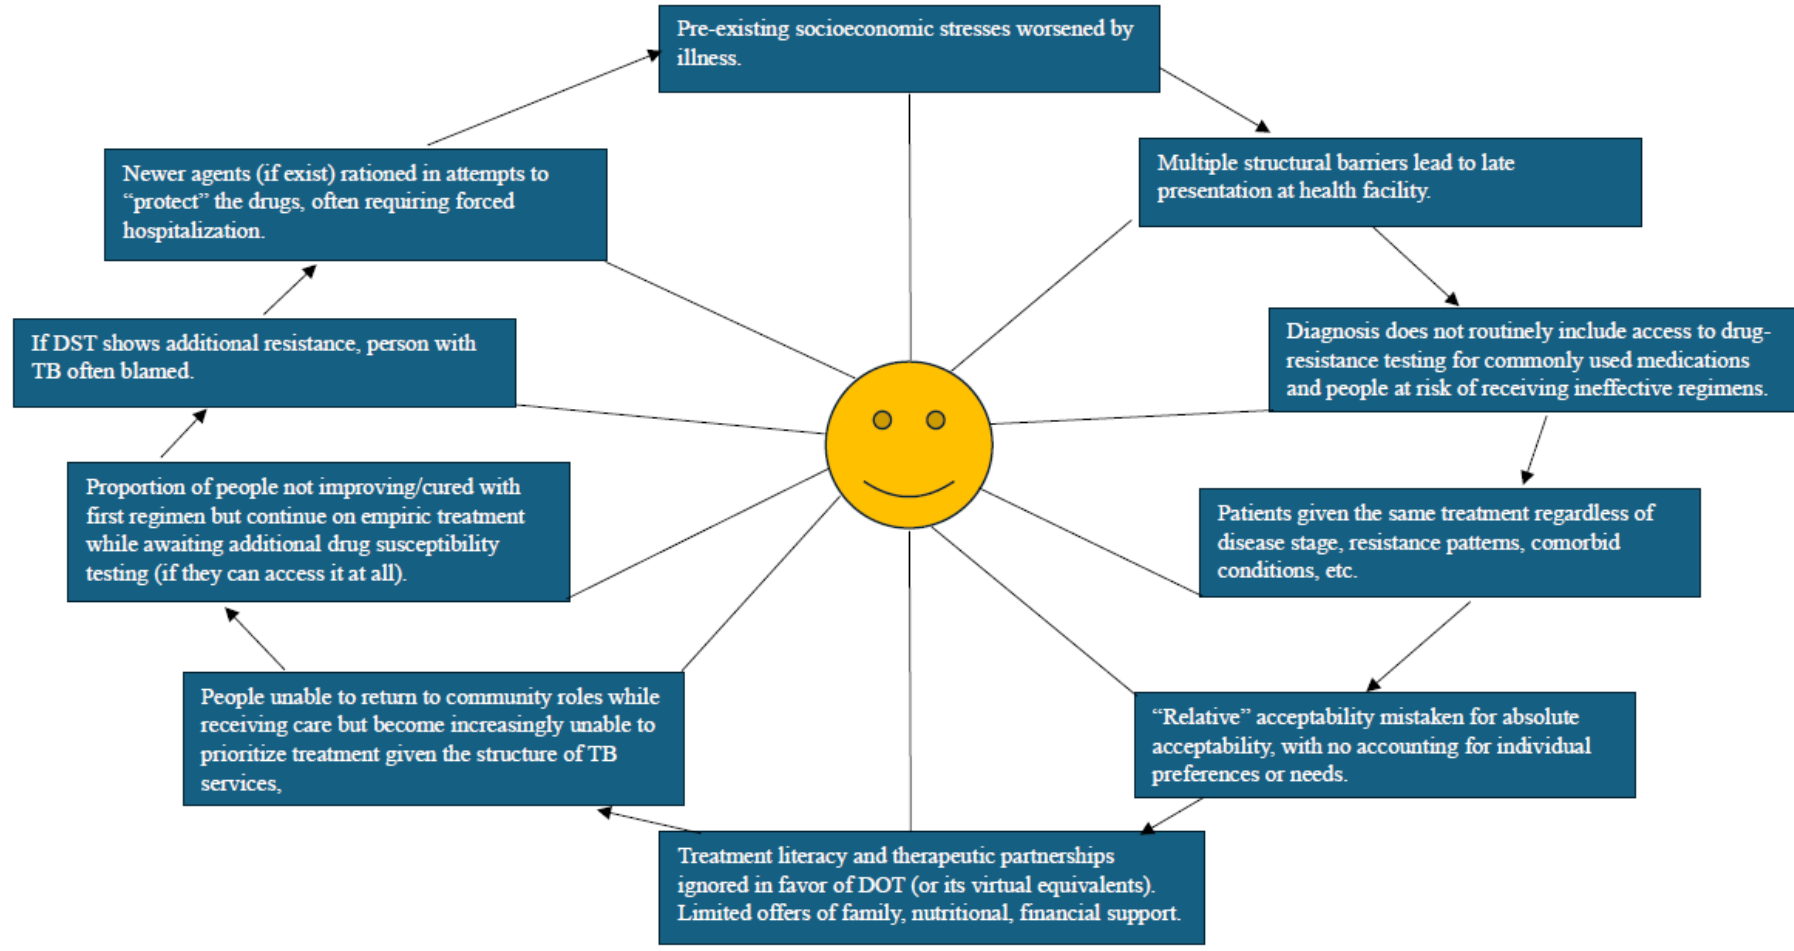 Pre-existing socioeconomic stresses worsened by
illness.
Multiple structural barriers lead to late
presentation at health facility.
Diagnosis does not routinely include access to drug-
resistance testing for commonly used medications
and people at risk of receiving ineffective regimens.
Patients given the same treatment regardless of
disease stage, resistance patterns, comorbid
conditions, etc.
“Relative” acceptability mistaken for absolute
acceptability, with no accounting for individual
preferences or needs.
Treatment literacy and therapeutic partnerships
ignored in favor of DOT (or its virtual equivalents).
Limited offers of family, nutritional, financial support.
People unable to return to community roles while
receiving care but become increasingly unable to
prioritize treatment given the structure of TB
services,
Proportion of people not improving/cured with
first regimen but continue on empiric treatment
while awaiting additional drug susceptibility
testing (if they can access it at all).
If DST shows additional resistance, person with
TB often blamed.
Newer agents (if exist) rationed in attempts to
“protect” the drugs, often requiring forced
hospitalization.